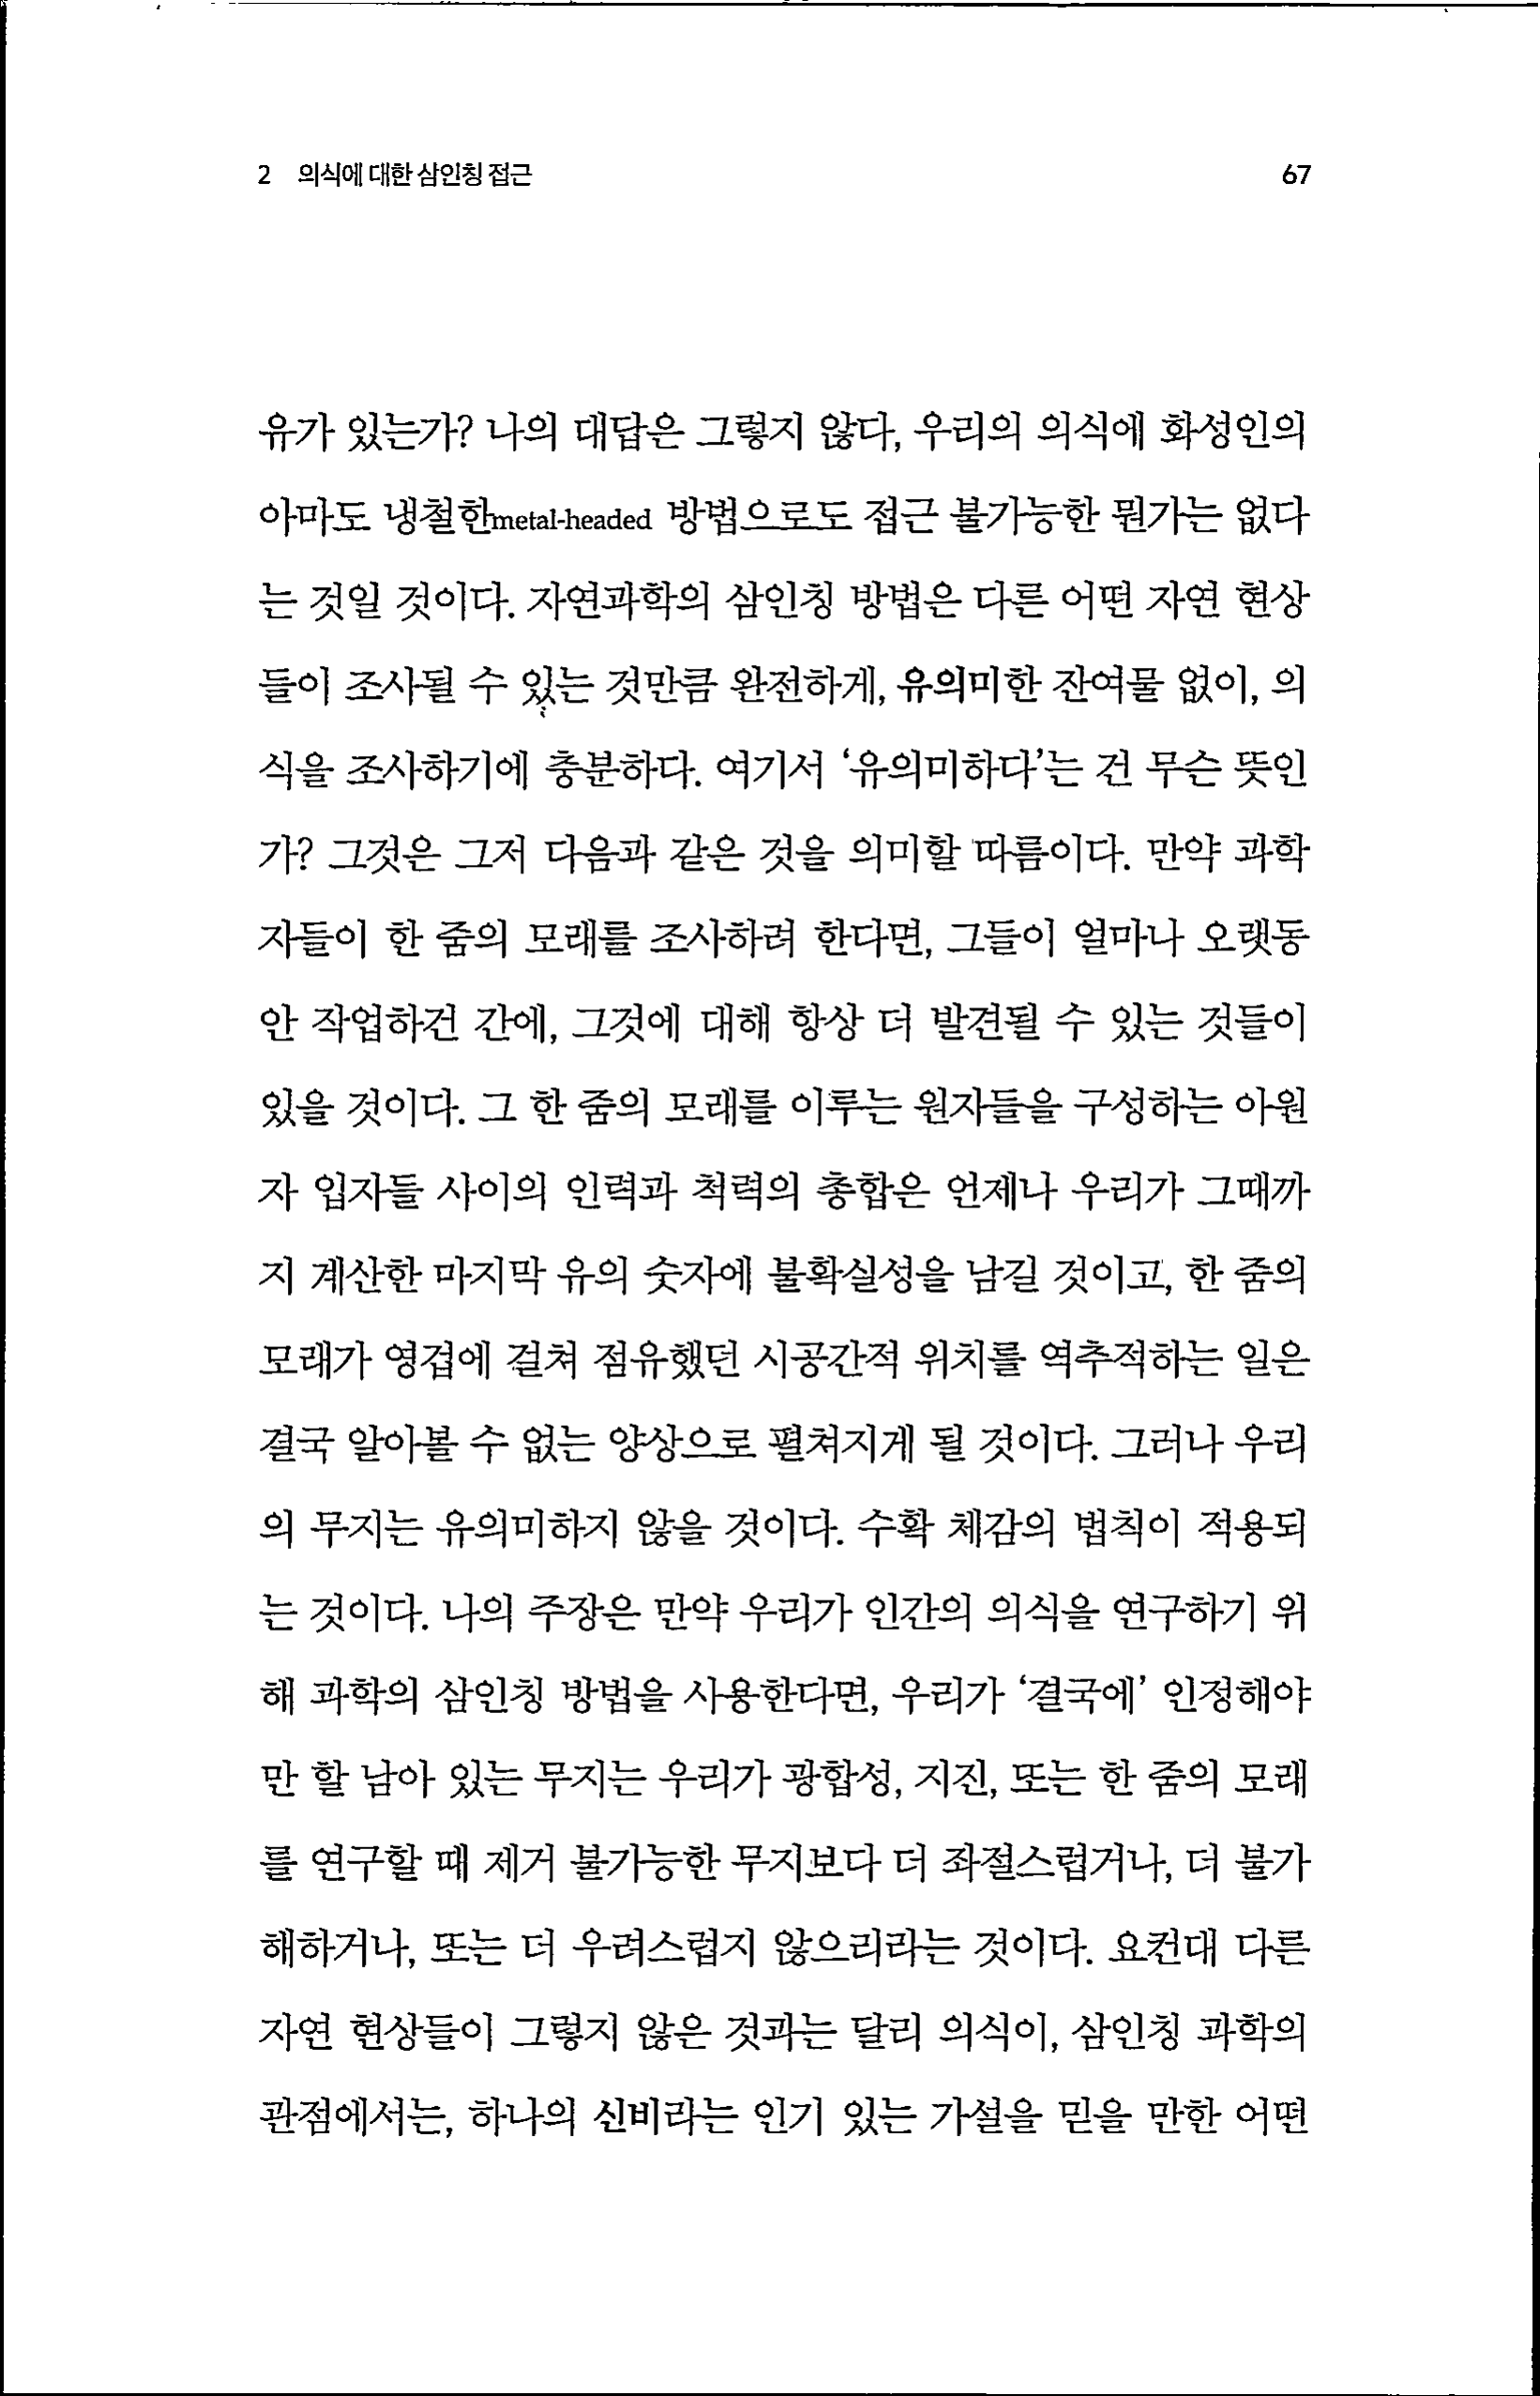 2 의식에 대한 삼인칭 접근 67
유가 있는가? 나의 대답은 그렇지 않다, 우리의 의식에 화성인의
아마도 냉철한metal-headed 방법으로도 접근 불가능한 뭔가는 없다
는 것일 것이다. 자연과학의 삼인칭 방법은 다른 어떤 자연 현상
들이 조사될 수 있는 것만큼 완전하게, 유의미한 잔여물 없이, 의
식을 조사하기에 충분하다. 여기서 ‘유의미하다’는 건 무슨 뜻인
가? 그것은 그저 다음과 같은 것을 의미할 따름이다. 만약 과학
자들이 한 줌의 모래를 조사하려 한다면, 그들이 얼마나 오랫동
안 작업하건 간에, 그것에 대해 항상 더 발견될 수 있는 것들이
있을 것이다. 그 한 줌의 모래를 이루는 원자들을 구성하는 아원
자 입자들 사이의 인력과 척력의 총합은 언제나 우리가 그때까
지 계산한 마지막 유의 숫자에 불확실성을 남길 것이고, 한 줌의
모래가 영겁에 걸쳐 점유했던 시공간적 위치를 역추적하는 일은
결국 알아볼 수 없는 양상으로 펼쳐지게 될 것이다. 그러나 우리
의 무지는 유의미하지 않을 것이다. 수확 체감의 법칙이 적용되
는 것이다. 나의 주장은 만약 우리가 인간의 의식을 연구하기 위
해 과학의 삼인칭 방법을 사용한다면, 우리가 ‘결국에’ 인정해야
만 할 남아 있는 무지는 우리가 광합성, 지진, 또는 한 줌의 모래
를 연구할 때 제거 불가능한 무지보다 더 좌절스럽거나, 더 불가
해하거나, 또는 더 우려스럽지 않으리라는 것이다. 요컨대 다른
자연 현상들이 그렇지 않은 것과는 달리 의식이, 삼인칭 과학의
관점에서는, 하나의 신비라는 인기 있는 가설을 믿을 만한 어떤